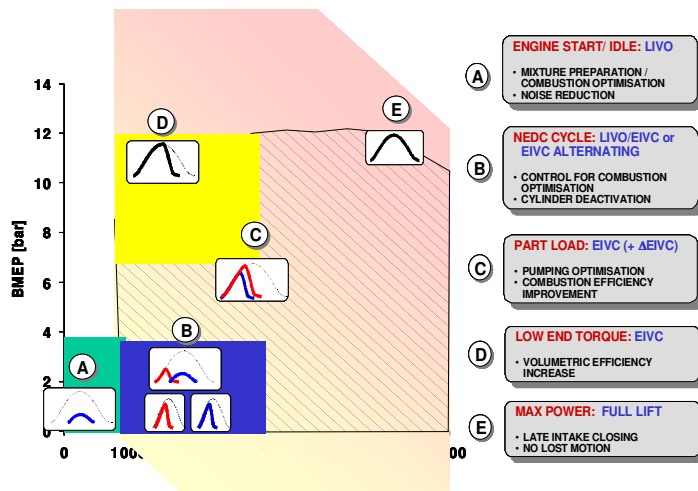 ENGINE START/ IDLE: LIVO
• MIXTURE PREPARATION /
COMBUSTION OPTIMISATION
• NOISE REDUCTION
A
NEDC CYCLE: LIVO/EIVC or
EIVC ALTERNATING
• CONTROL FOR COMBUSTION
OPTIMISATION
• CYLINDER DEACTIVATION
B
PART LOAD: EIVC (+ ΔEIVC)
• PUMPING OPTIMISATION
• COMBUSTION EFFICIENCY
IMPROVEMENT
C
LOW END TORQUE: EIVC
• VOLUMETRIC EFFICIENCY
INCREASE
D
MAX POWER: FULL LIFT
• LATE INTAKE CLOSING
• NO LOST MOTION
E
BMEP [bar]
14
12
10
8
6
4
2
0
0
D
E
C
B
A